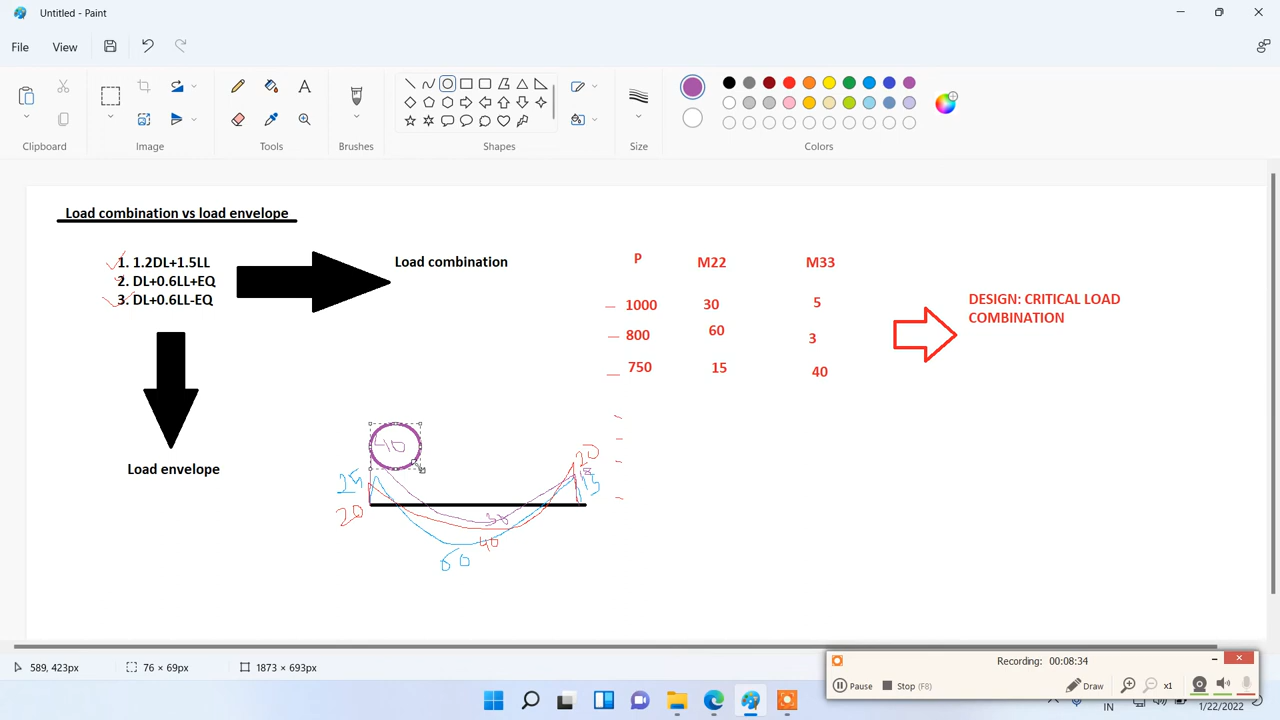 Untitled - Paint
File
View
Clipboard
Image
Tools
Brushes
Shapes
Size
Colors
Load combination vs load envelope
1. 1.2DL+1.5LL
2. DL+0.6LL+EQ
3. DL+0.6LL-EQ
Load combination
Load envelope
P M22 M33
1000 30 5
800 60 3
750 15 40
DESIGN: CRITICAL LOAD
COMBINATION
40
20
25
15
20
40
60
589, 423px
76 × 69px
1873 × 693px
Recording: 00:08:34
Pause
Stop (F8)
Draw
x1
IN
1/22/2022